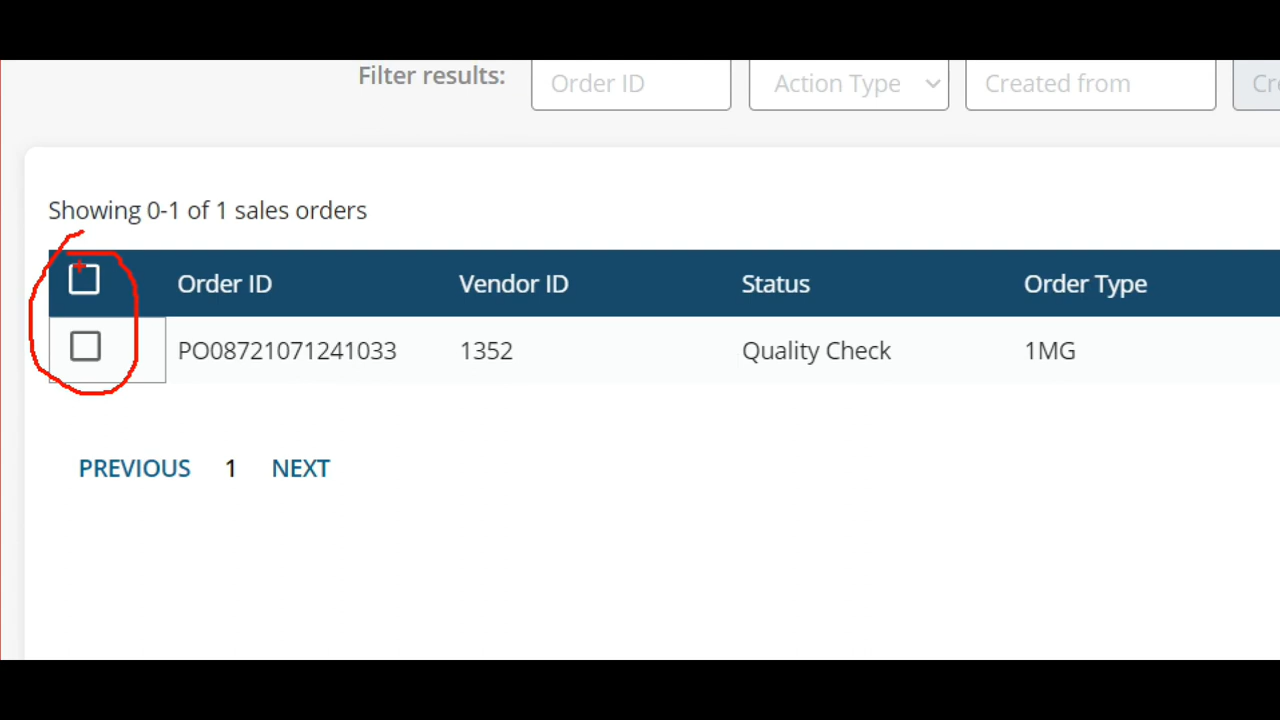 Filter results: Order ID Action Type Created from Cr
Showing 0-1 of 1 sales orders
Order ID Vendor ID Status Order Type
PO08721071241033 1352 Quality Check 1MG
PREVIOUS 1 NEXT